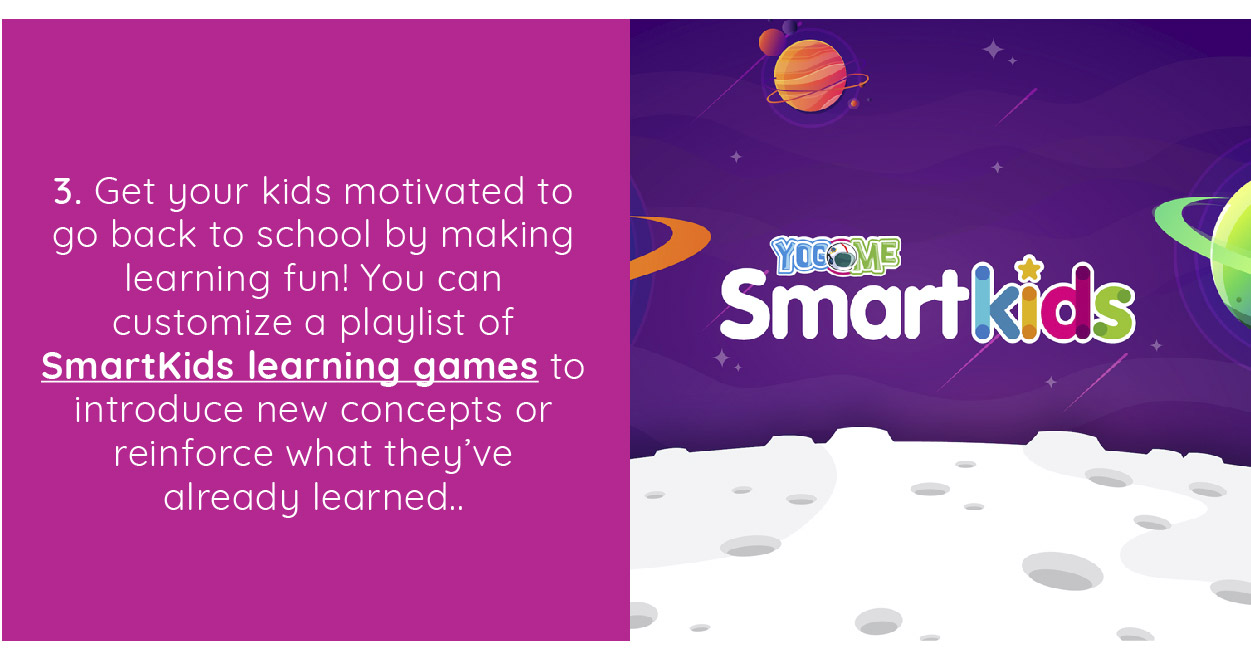 3. Get your kids motivated to
go back to school by making
learning fun! You can
customize a playlist of
SmartKids learning games to
introduce new concepts or
reinforce what they’ve
already learned..
YOGOME
Smartkids